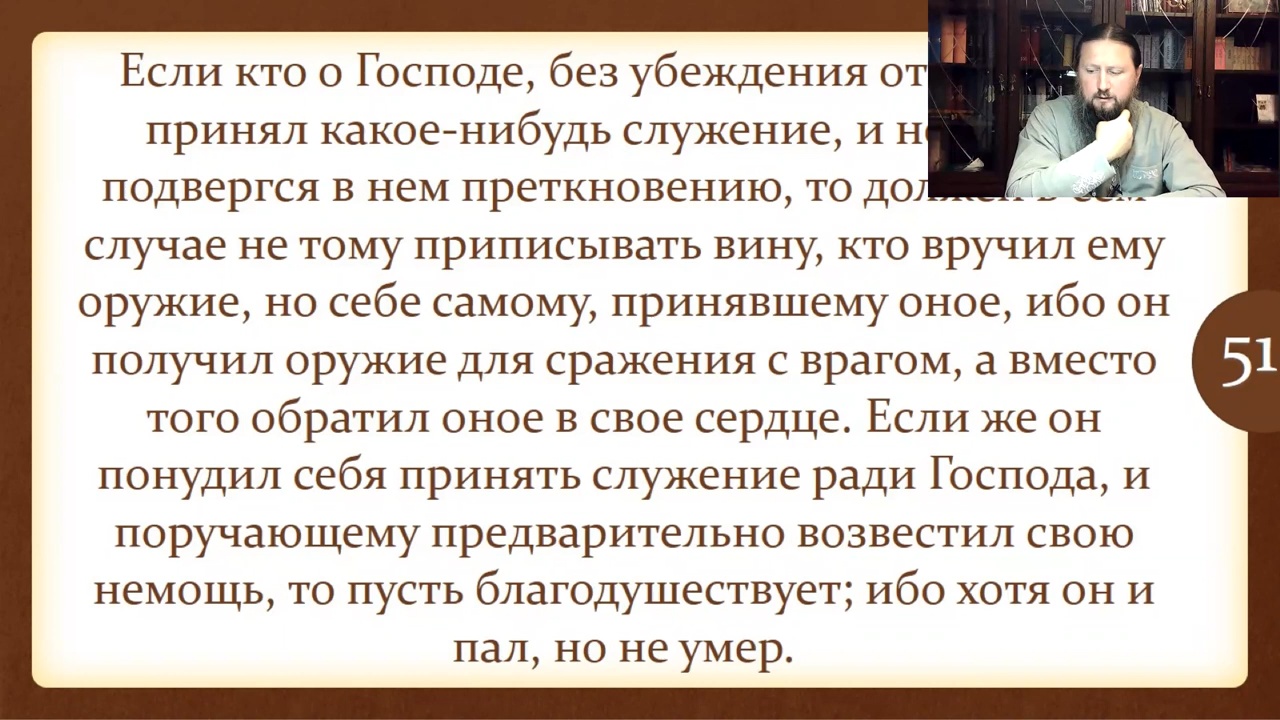 Если кто о Господе, без убеждения от
принял какое-нибудь служение, и
подвергся в нем преткновению, то
случае не тому приписывать вину, кто вручил ему
оружие, но себе самому, принявшему оное, ибо он
получил оружие для сражения с врагом, а вместо
51
того обратил оное в свое сердце. Если же он
понудил себя принять служение ради Господа, и
поручающему предварительно возвестил свою
немощь, то пусть благодушествует; ибо хотя он и
пал, но не умер.